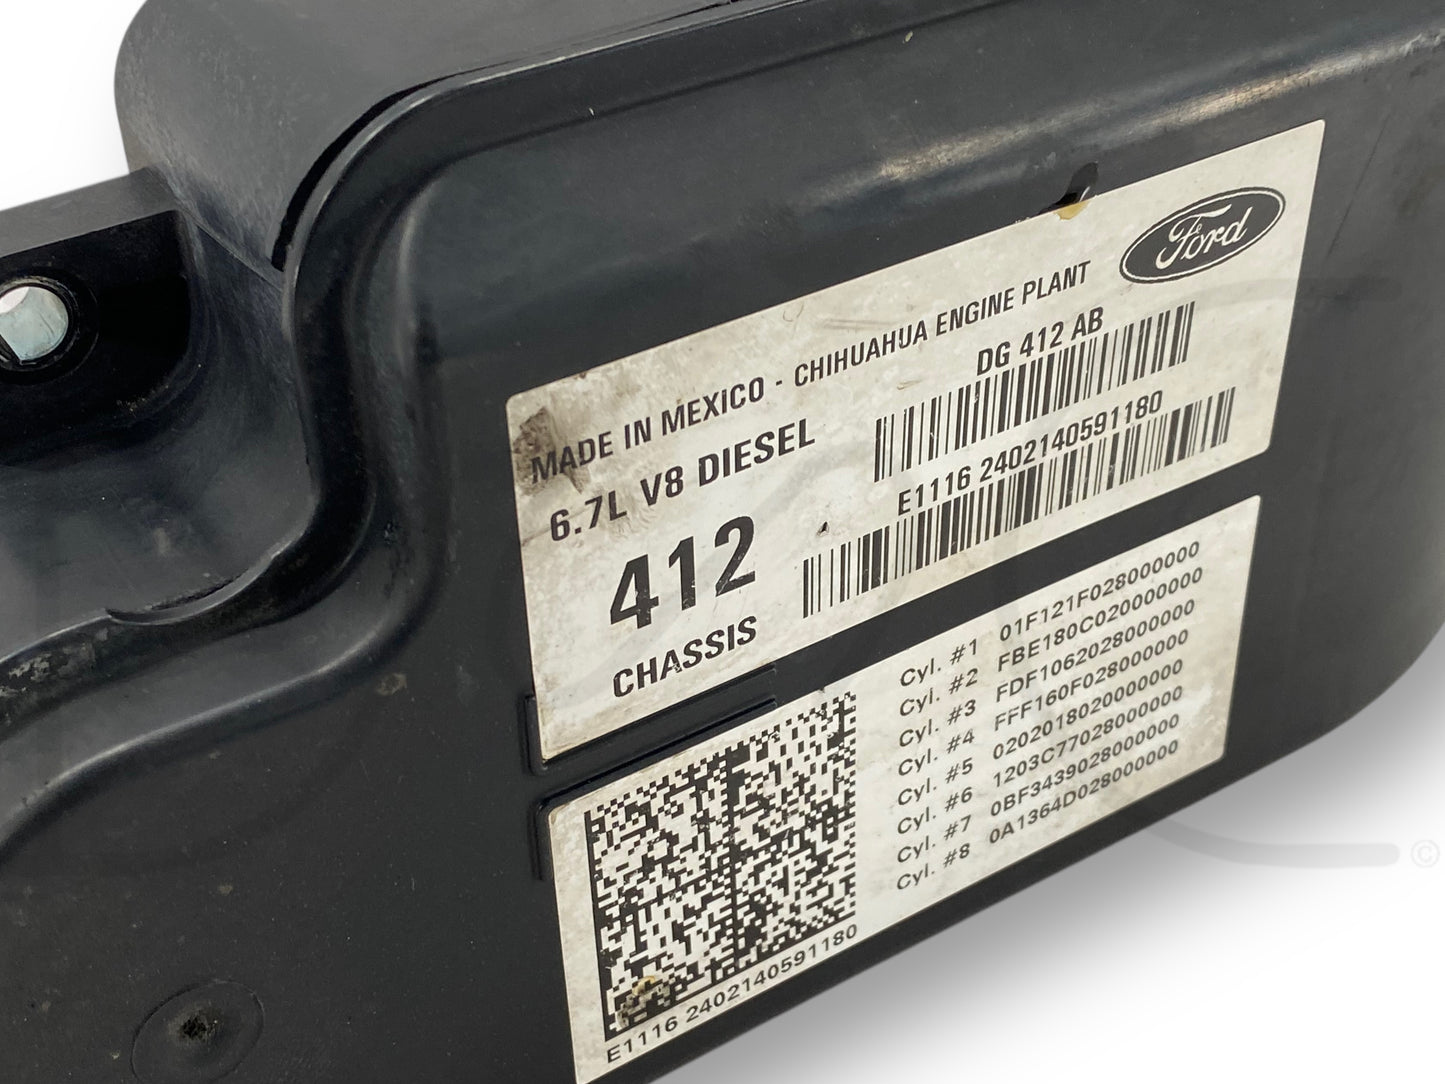 Ford
MADE IN MEXICO - CHIHUAHUA ENGINE PLANT
6.7L V8 DIESEL
DG 412 AB
412
CHASSIS
E1116 2402140591180
Cyl. #1 01F121F028000000
Cyl. #2 FBE180C020000000
Cyl. #3 FDF1062028000000
Cyl. #4 FFF160F028000000
Cyl. #5 0202018020000000
Cyl. #6 1203C77028000000
Cyl. #7 0BF3439028000000
Cyl. #8 0A1364D028000000
E1116 2402140591180
©